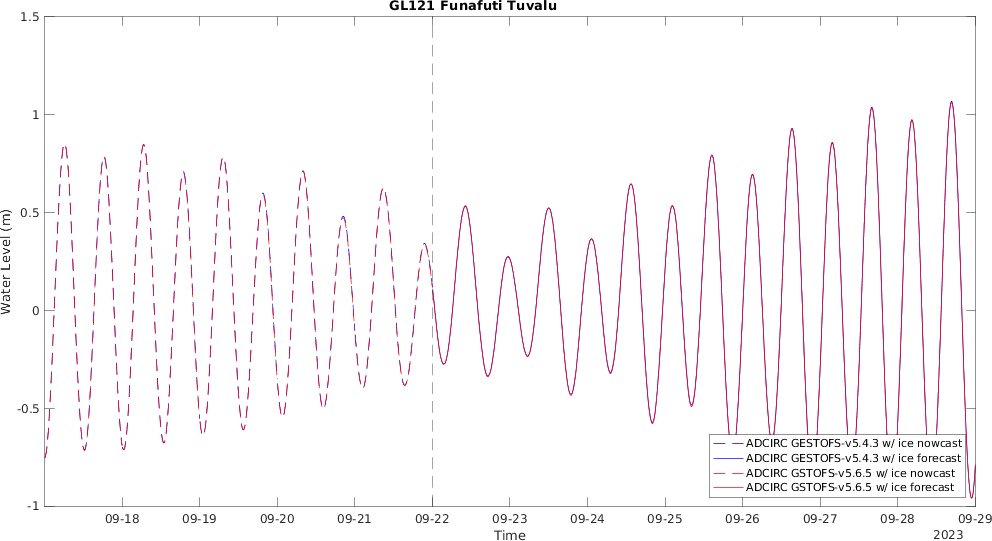 GL121 Funafuti Tuvalu
1.5
1
0.5
0
-0.5
-1
Water Level (m)
ADCIRC GESTOFS-v5.4.3 w/ ice nowcast
ADCIRC GESTOFS-v5.4.3 w/ ice forecast
ADCIRC GSTOFS-v5.6.5 w/ ice nowcast
ADCIRC GSTOFS-v5.6.5 w/ ice forecast
09-18 09-19 09-20 09-21 09-22 09-23 09-24 09-25 09-26 09-27 09-28 09-29
Time
2023